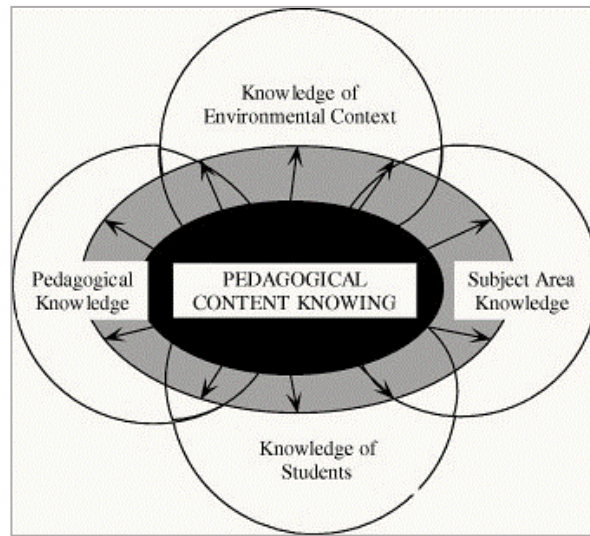 Knowledge of
Environmental Context
Pedagogical
Knowledge
PEDAGOGICAL
CONTENT KNOWING
Subject Area
Knowledge
Knowledge of
Students